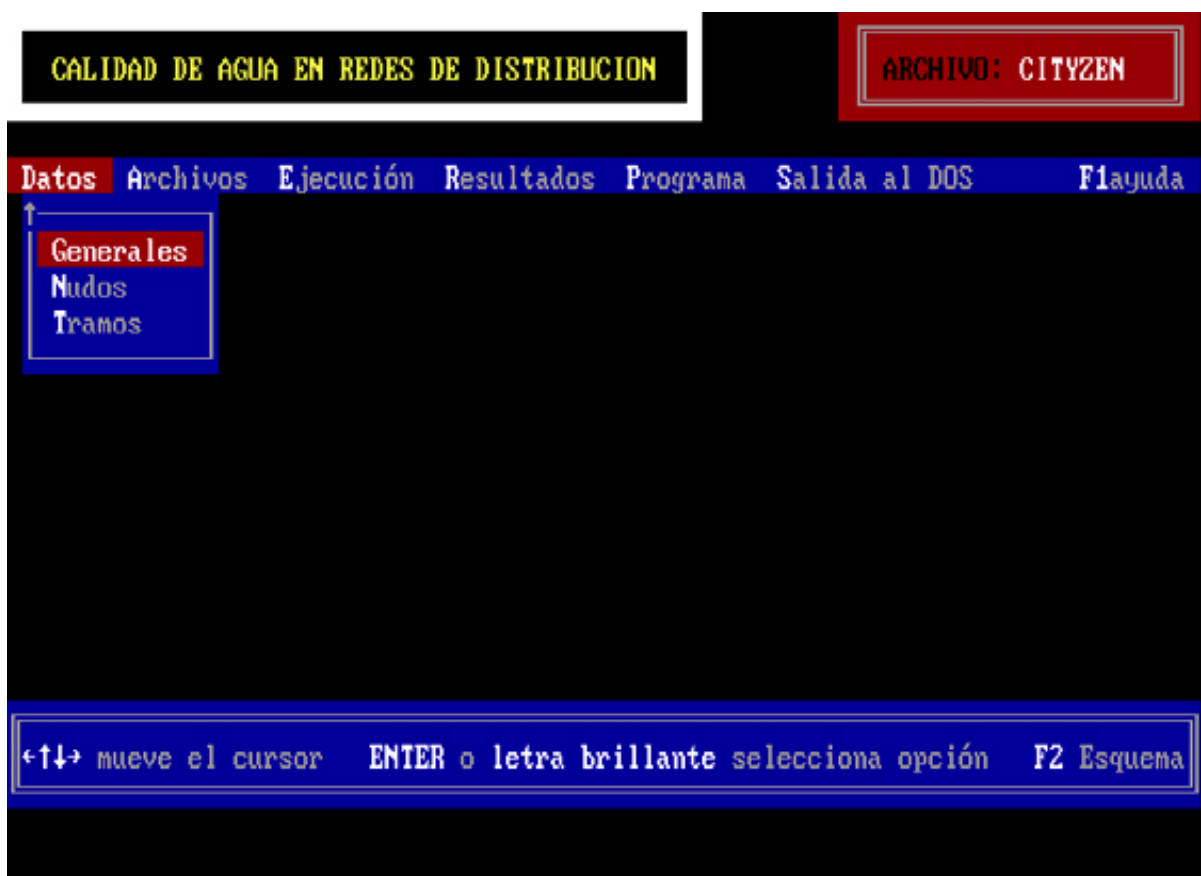 CALIDAD DE AGUA EN REDES DE DISTRIBUCION
ARCHIVO: CITYZEN
Datos Archivos Ejecución Resultados Programa Salida al DOS F1ayuda
Generales
Nudos
Tramos
←↑↓→ mueve el cursor ENTER o letra brillante selecciona opción F2 Esquema